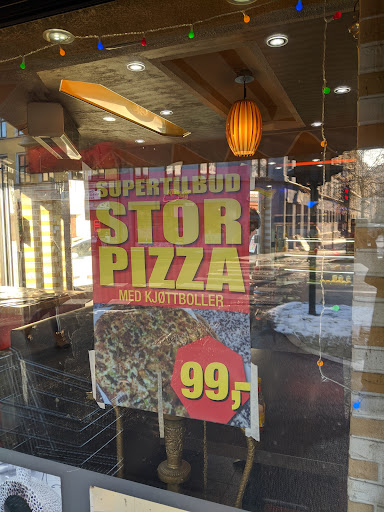 SUPERTILBUD
STOR
PIZZA
MED KJØTTBOLLER
99,-